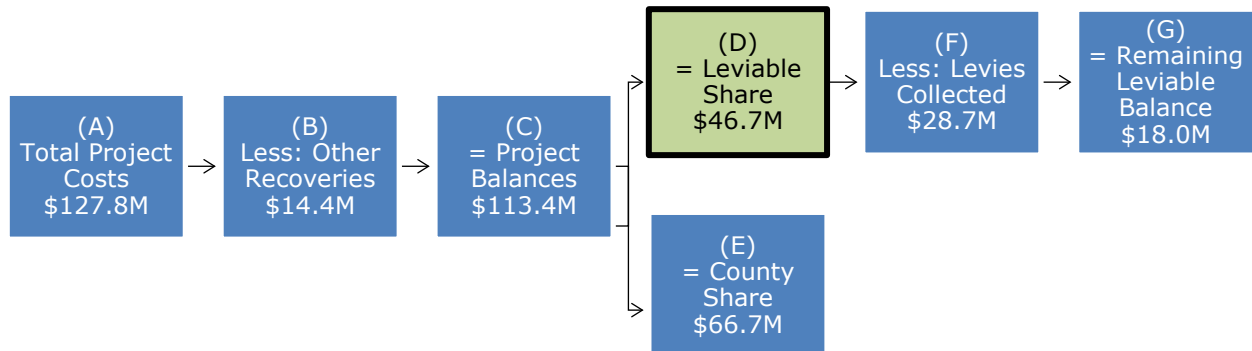 (A)
Total Project
Costs
$127.8M
(B)
Less: Other
Recoveries
$14.4M
(C)
= Project
Balances
$113.4M
(D)
= Leviable
Share
$46.7M
(E)
= County
Share
$66.7M
(F)
Less: Levies
Collected
$28.7M
(G)
= Remaining
Leviable
Balance
$18.0M